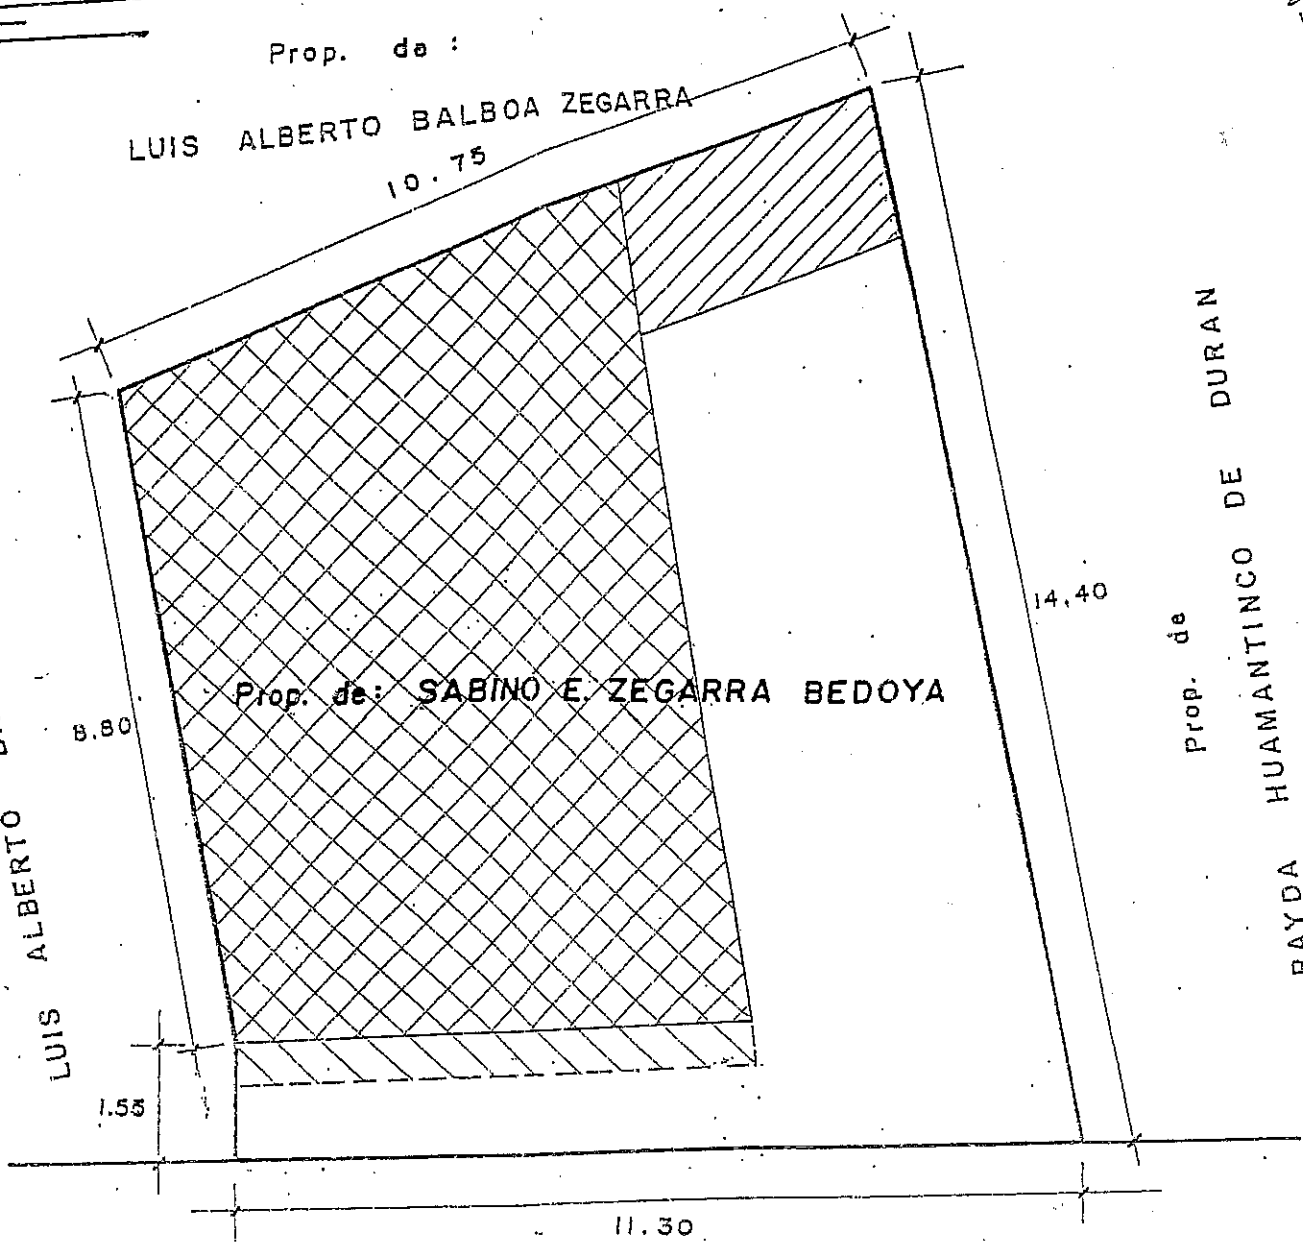 Prop. de :
LUIS ALBERTO BALBOA ZEGARRA
10.75
8.80
LUIS ALBERTO
Prop. de: SABINO E. ZEGARRA BEDOYA
14.40
Prop. de
RAYDA HUAMANTINCO DE DURAN
1.55
11.30